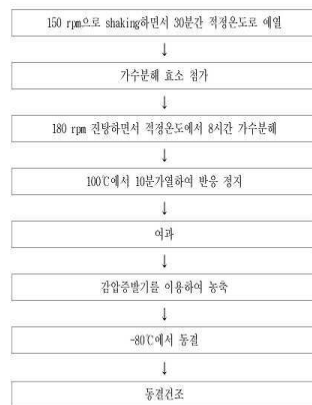 150 rpm으로 shaking하면서 30분간 적정온도로 예열
↓
가수분해 효소 첨가
↓
180 rpm 진탕하면서 적정온도에서 8시간 가수분해
↓
100℃에서 10분가열하여 반응 정지
↓
여과
↓
감압증발기를 이용하여 농축
↓
-80℃에서 동결
↓
동결건조